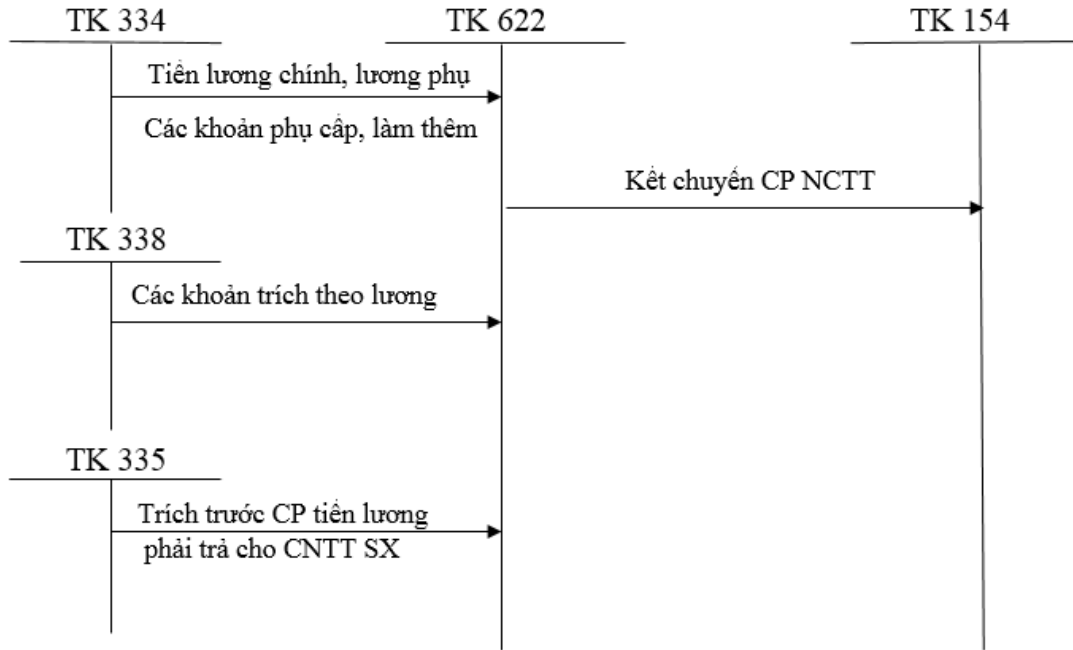 TK 334
TK 622
TK 154
Tiền lương chính, lương phụ
Các khoản phụ cấp, làm thêm
Kết chuyển CP NCTT
TK 338
Các khoản trích theo lương
TK 335
Trích trước CP tiền lương
phải trả cho CNTT SX